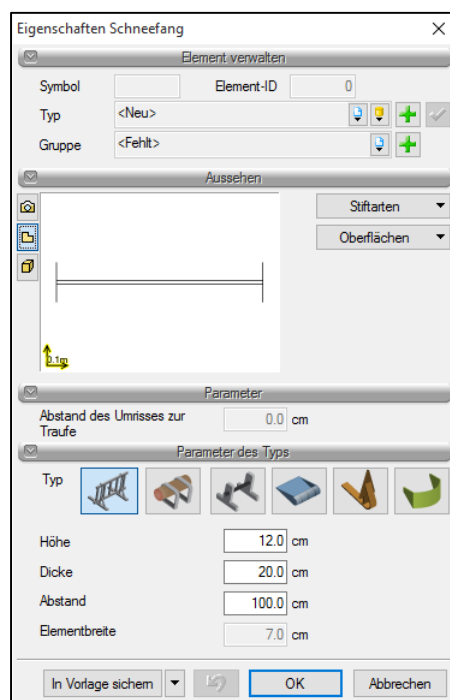 Eigenschaften Schneefang
Element verwalten
Symbol Element-ID 0
Typ <Neu>
Gruppe <Fehlt>
Aussehen
Stiftarten
Oberflächen
0.1m
Parameter
Abstand des Umrisses zur Traufe 0.0 cm
Parameter des Typs
Typ
Höhe 12.0 cm
Dicke 20.0 cm
Abstand 100.0 cm
Elementbreite 7.0 cm
In Vorlage sichern OK Abbrechen